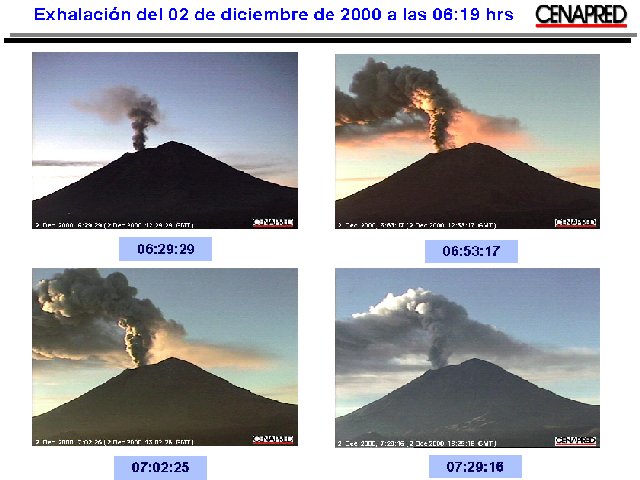 Exhalación del 02 de diciembre de 2000 a las 06:19 hrs
CENAPRED
2 Dec 2000, 6:29:29 (2 Dec 2000, 12:29:29 GMT) CENAPRED
2 Dec 2000, 6:53:17 (2 Dec 2000, 12:53:17 GMT) CENAPRED
06:29:29
06:53:17
2 Dec 2000, 7:02:26 (2 Dec 2000, 13:02:26 GMT) CENAPRED
2 Dec 2000, 7:29:16 (2 Dec 2000, 13:29:16 GMT) CENAPRED
07:02:25
07:29:16